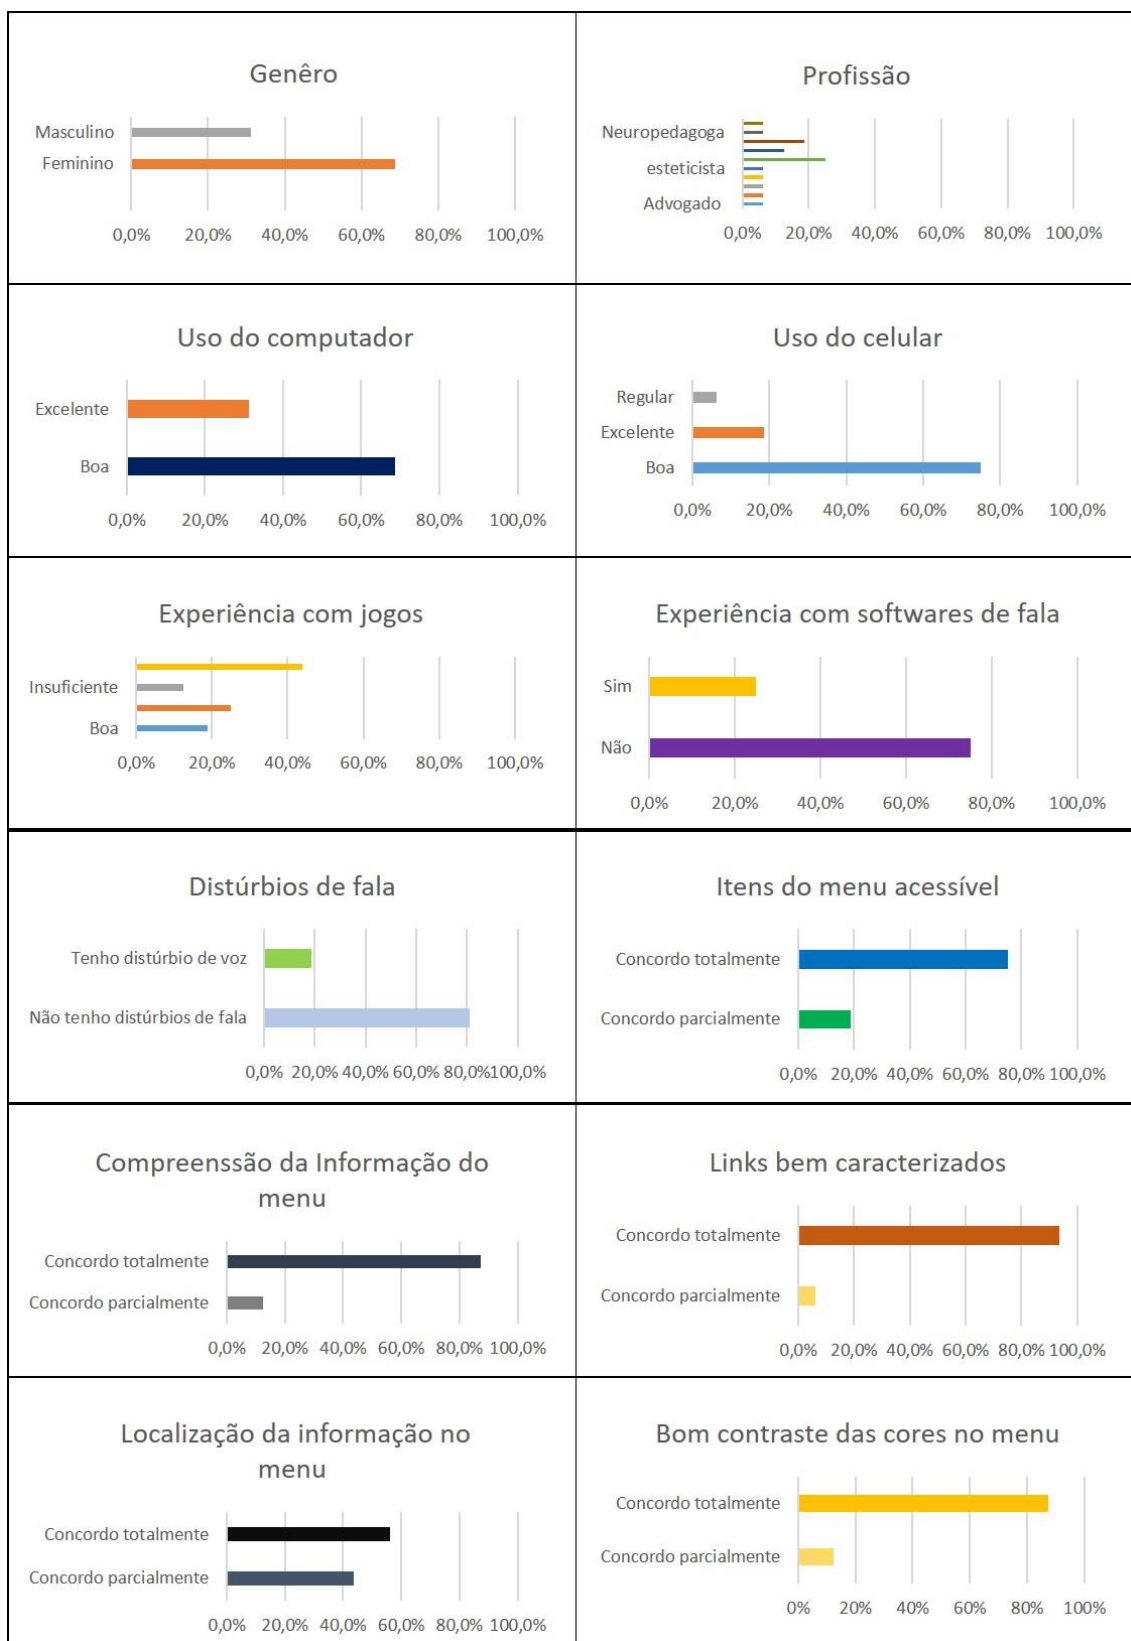 Genêro
Masculino
Feminino
0,0% 20,0% 40,0% 60,0% 80,0% 100,0%
Profissão
Neuropedagoga
esteticista
Advogado
0,0% 20,0% 40,0% 60,0% 80,0% 100,0%
Uso do computador
Excelente
Boa
0,0% 20,0% 40,0% 60,0% 80,0% 100,0%
Uso do celular
Regular
Excelente
Boa
0,0% 20,0% 40,0% 60,0% 80,0% 100,0%
Experiência com jogos
Insuficiente
Boa
0,0% 20,0% 40,0% 60,0% 80,0% 100,0%
Experiência com softwares de fala
Sim
Não
0,0% 20,0% 40,0% 60,0% 80,0% 100,0%
Distúrbios de fala
Tenho distúrbio de voz
Não tenho distúrbios de fala
0,0% 20,0% 40,0% 60,0% 80,0% 100,0%
Itens do menu acessível
Concordo totalmente
Concordo parcialmente
0,0% 20,0% 40,0% 60,0% 80,0% 100,0%
Compreenssão da Informação do
menu
Concordo totalmente
Concordo parcialmente
0,0% 20,0% 40,0% 60,0% 80,0% 100,0%
Links bem caracterizados
Concordo totalmente
Concordo parcialmente
0,0% 20,0% 40,0% 60,0% 80,0% 100,0%
Localização da informação no
menu
Concordo totalmente
Concordo parcialmente
0,0% 20,0% 40,0% 60,0% 80,0% 100,0%
Bom contraste das cores no menu
Concordo totalmente
Concordo parcialmente
0% 20% 40% 60% 80% 100%